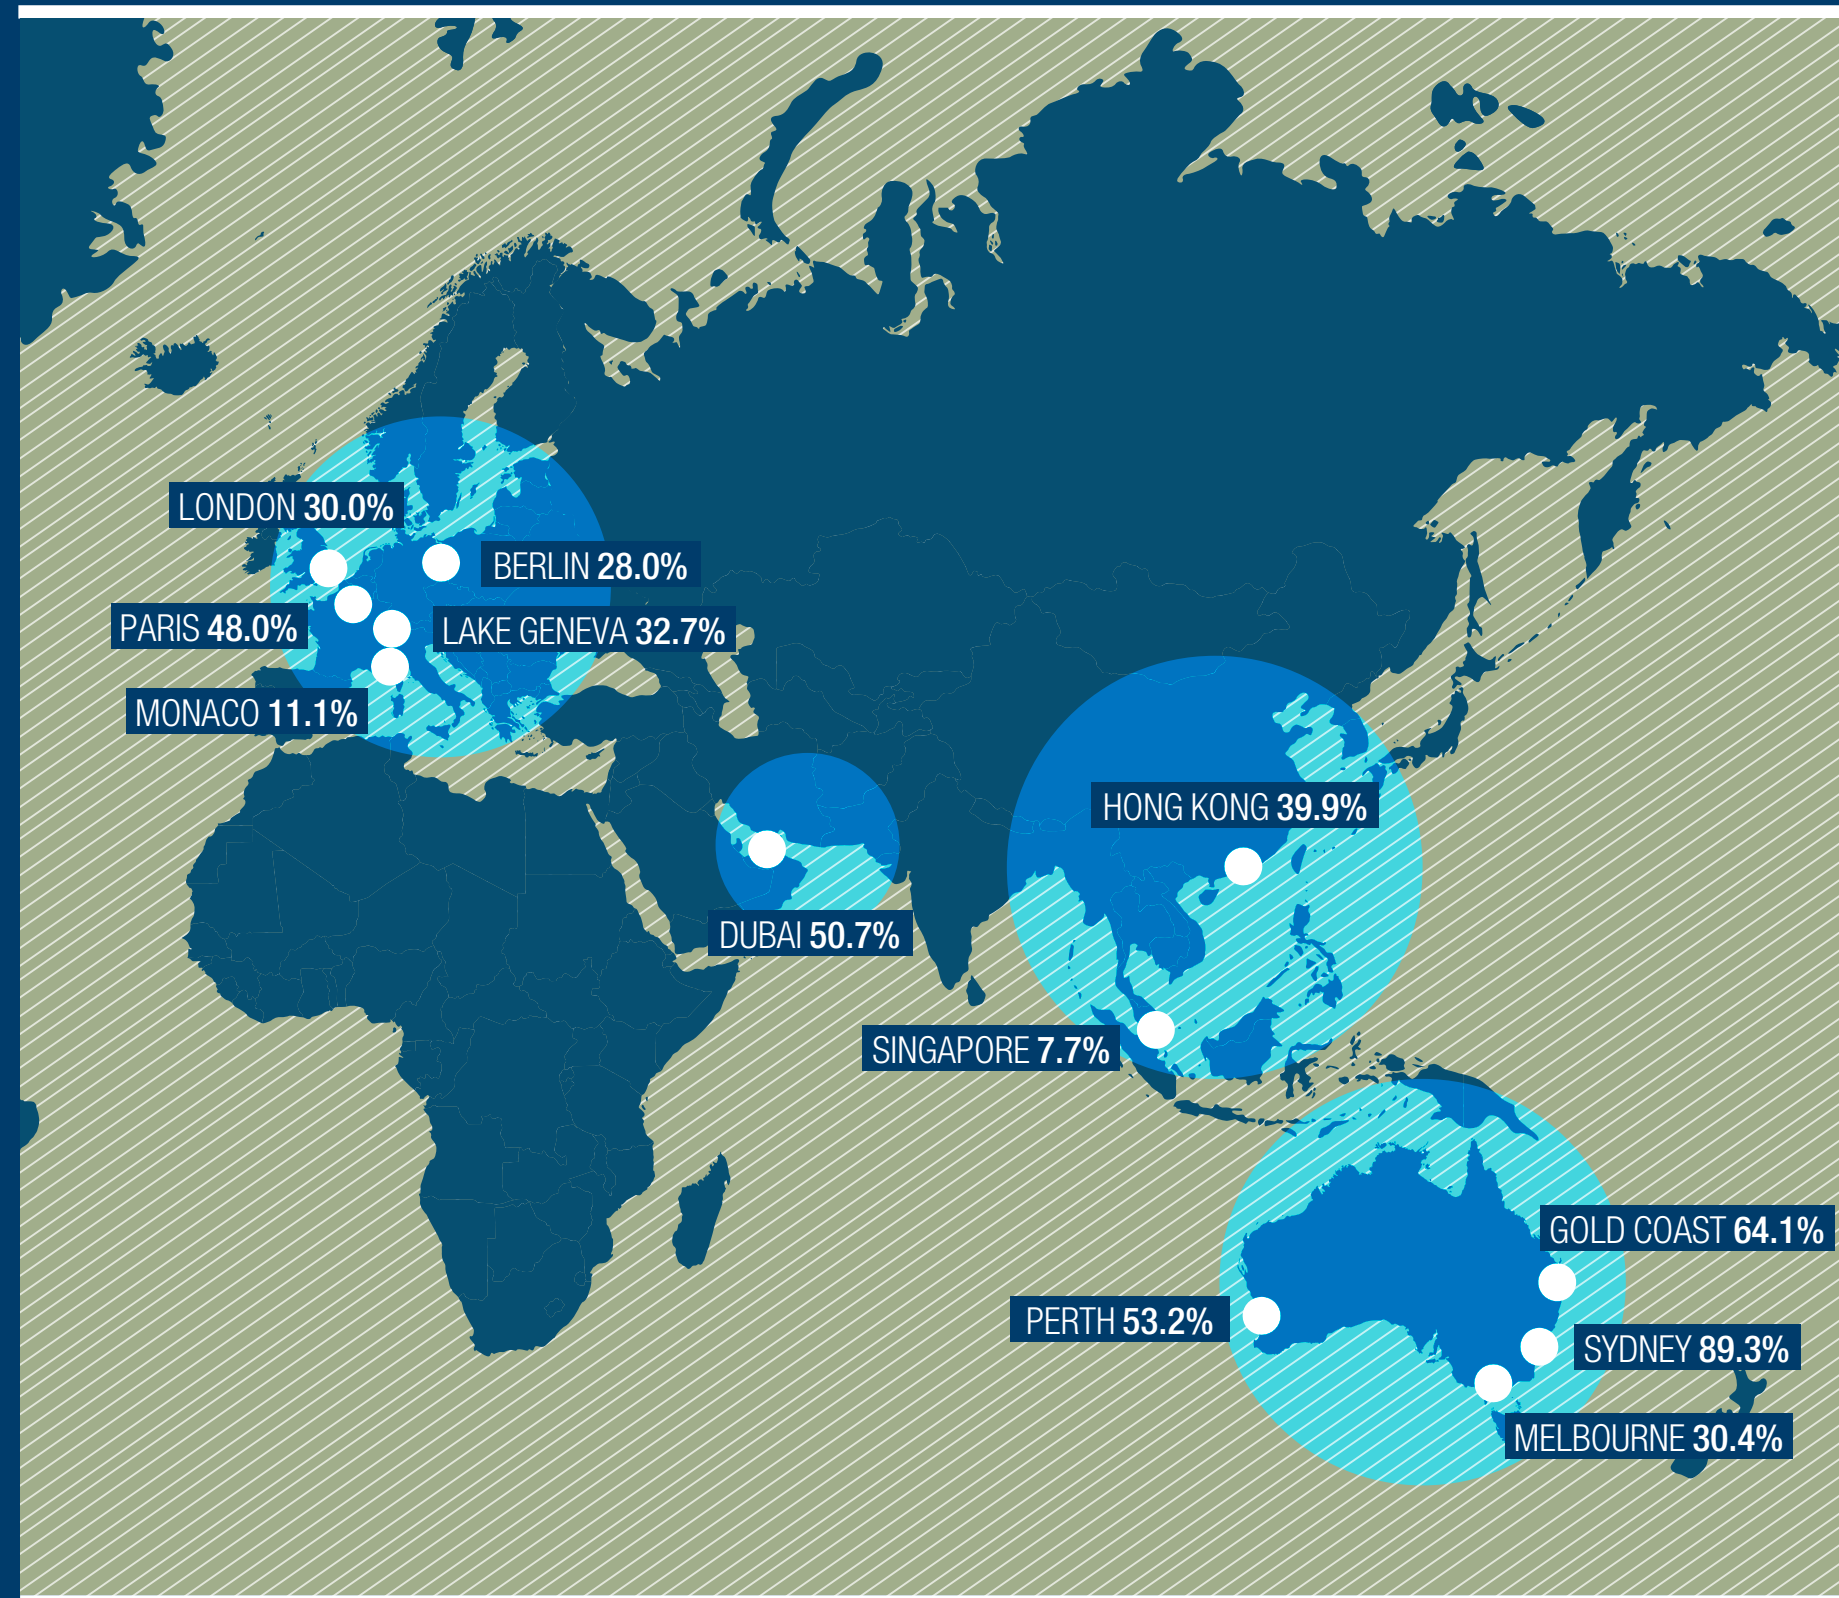 LONDON 30.0%
BERLIN 28.0%
PARIS 48.0%
LAKE GENEVA 32.7%
MONACO 11.1%
HONG KONG 39.9%
DUBAI 50.7%
SINGAPORE 7.7%
GOLD COAST 64.1%
PERTH 53.2%
SYDNEY 89.3%
MELBOURNE 30.4%